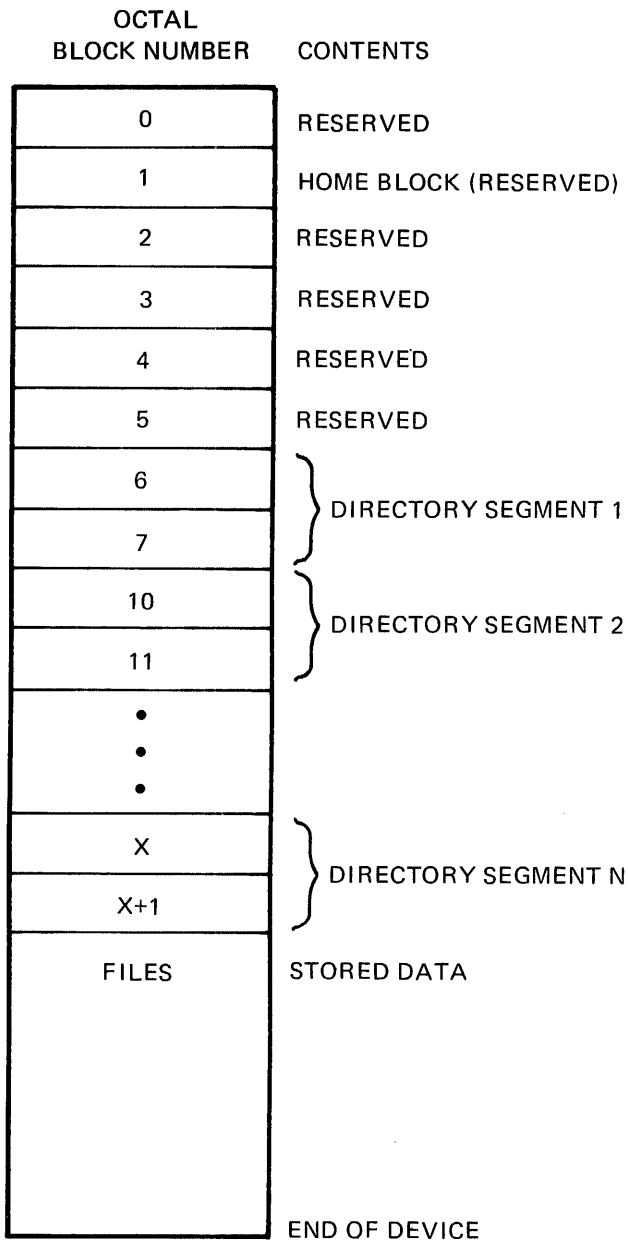 OCTAL
BLOCK NUMBER CONTENTS
0 RESERVED
1 HOME BLOCK (RESERVED)
2 RESERVED
3 RESERVED
4 RESERVED
5 RESERVED
6
DIRECTORY SEGMENT 1
7
10
DIRECTORY SEGMENT 2
11
•
•
•
X
DIRECTORY SEGMENT N
X+1
FILES STORED DATA
END OF DEVICE